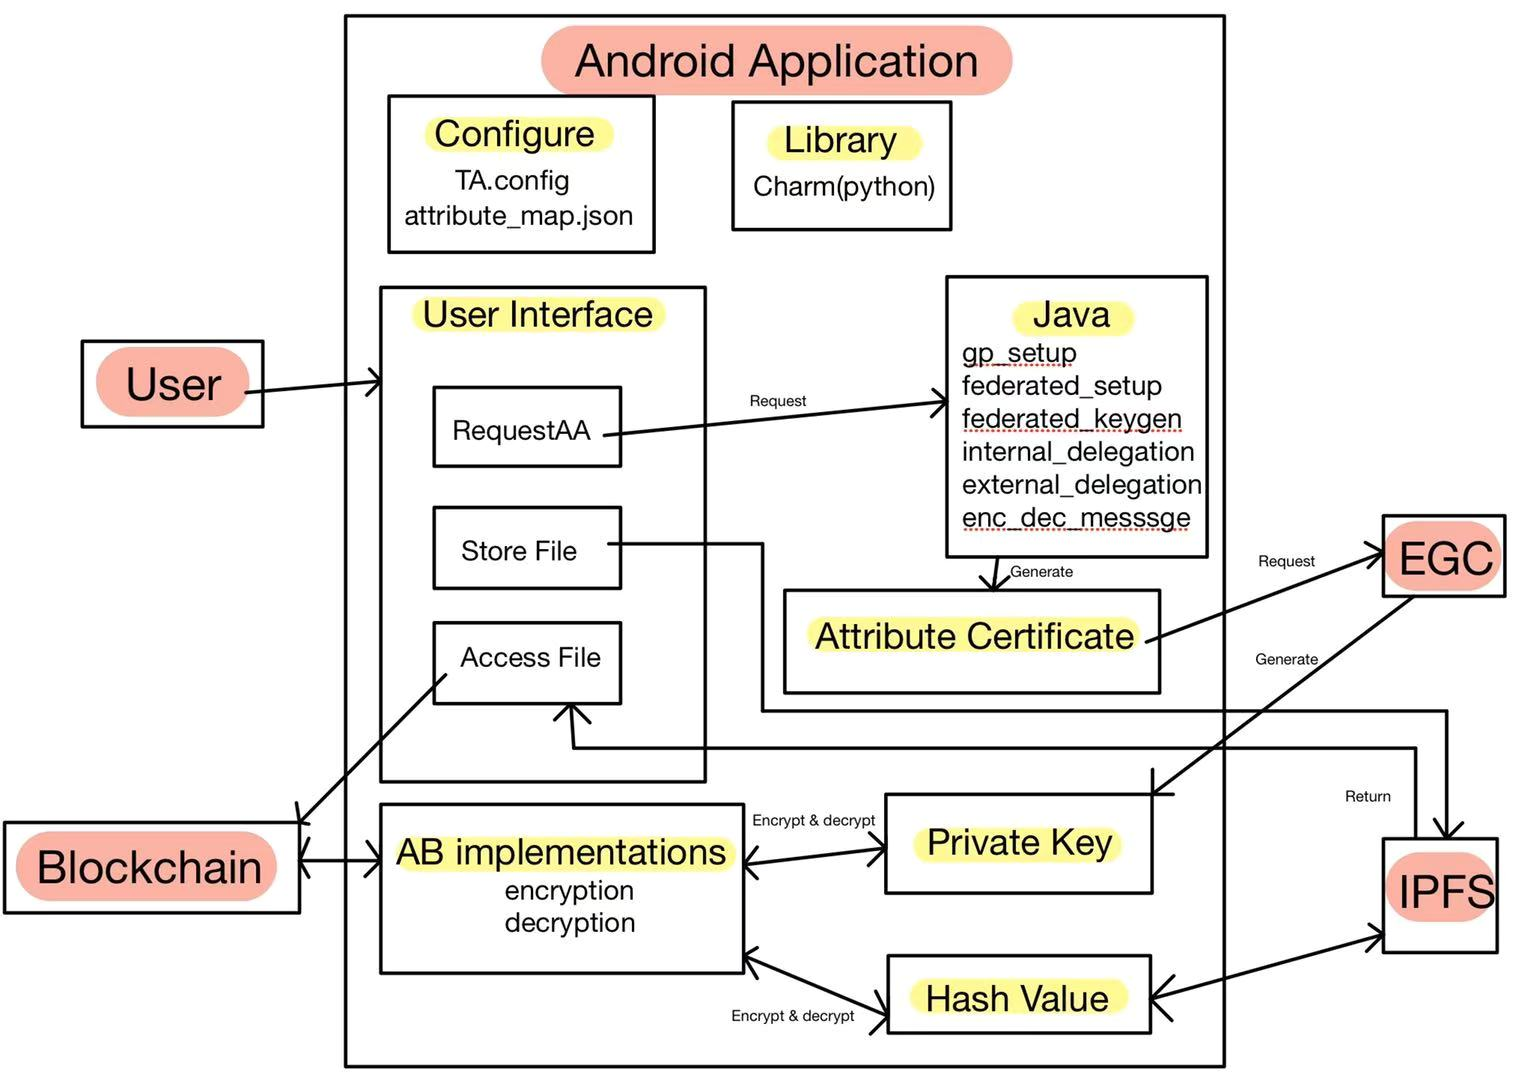 Android Application
Configure
TA.config
attribute_map.json
Library
Charm(python)
User Interface
RequestAA
Store File
Access File
User
Request
Java
gp_setup
federated_setup
federated_keygen
internal_delegation
external_delegation
enc_dec_messsge
Generate
Attribute Certificate
Request
EGC
Generate
Return
IPFS
Blockchain
AB implementations
encryption
decryption
Encrypt & decrypt
Private Key
Encrypt & decrypt
Hash Value